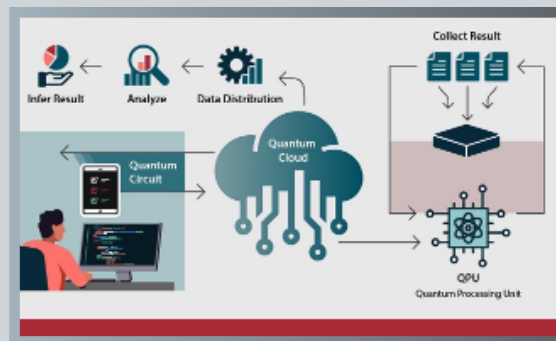 Collect Result
Infer Result
Analyze
Data Distribution
Quantum
Cloud
Quantum
Circuit
QPU
Quantum Processing Unit